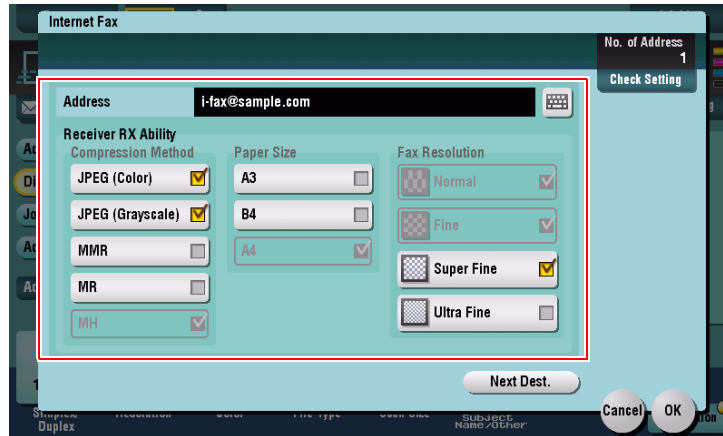 Internet Fax
No. of Address
1
Check Setting
Address i-fax@sample.com
Receiver RX Ability
Compression Method Paper Size Fax Resolution
JPEG (Color) A3 Normal
JPEG (Grayscale) B4 Fine
MMR A4 Super Fine
MR Ultra Fine
MH
Next Dest.
Cancel OK
Duplex Subject
Name/Other